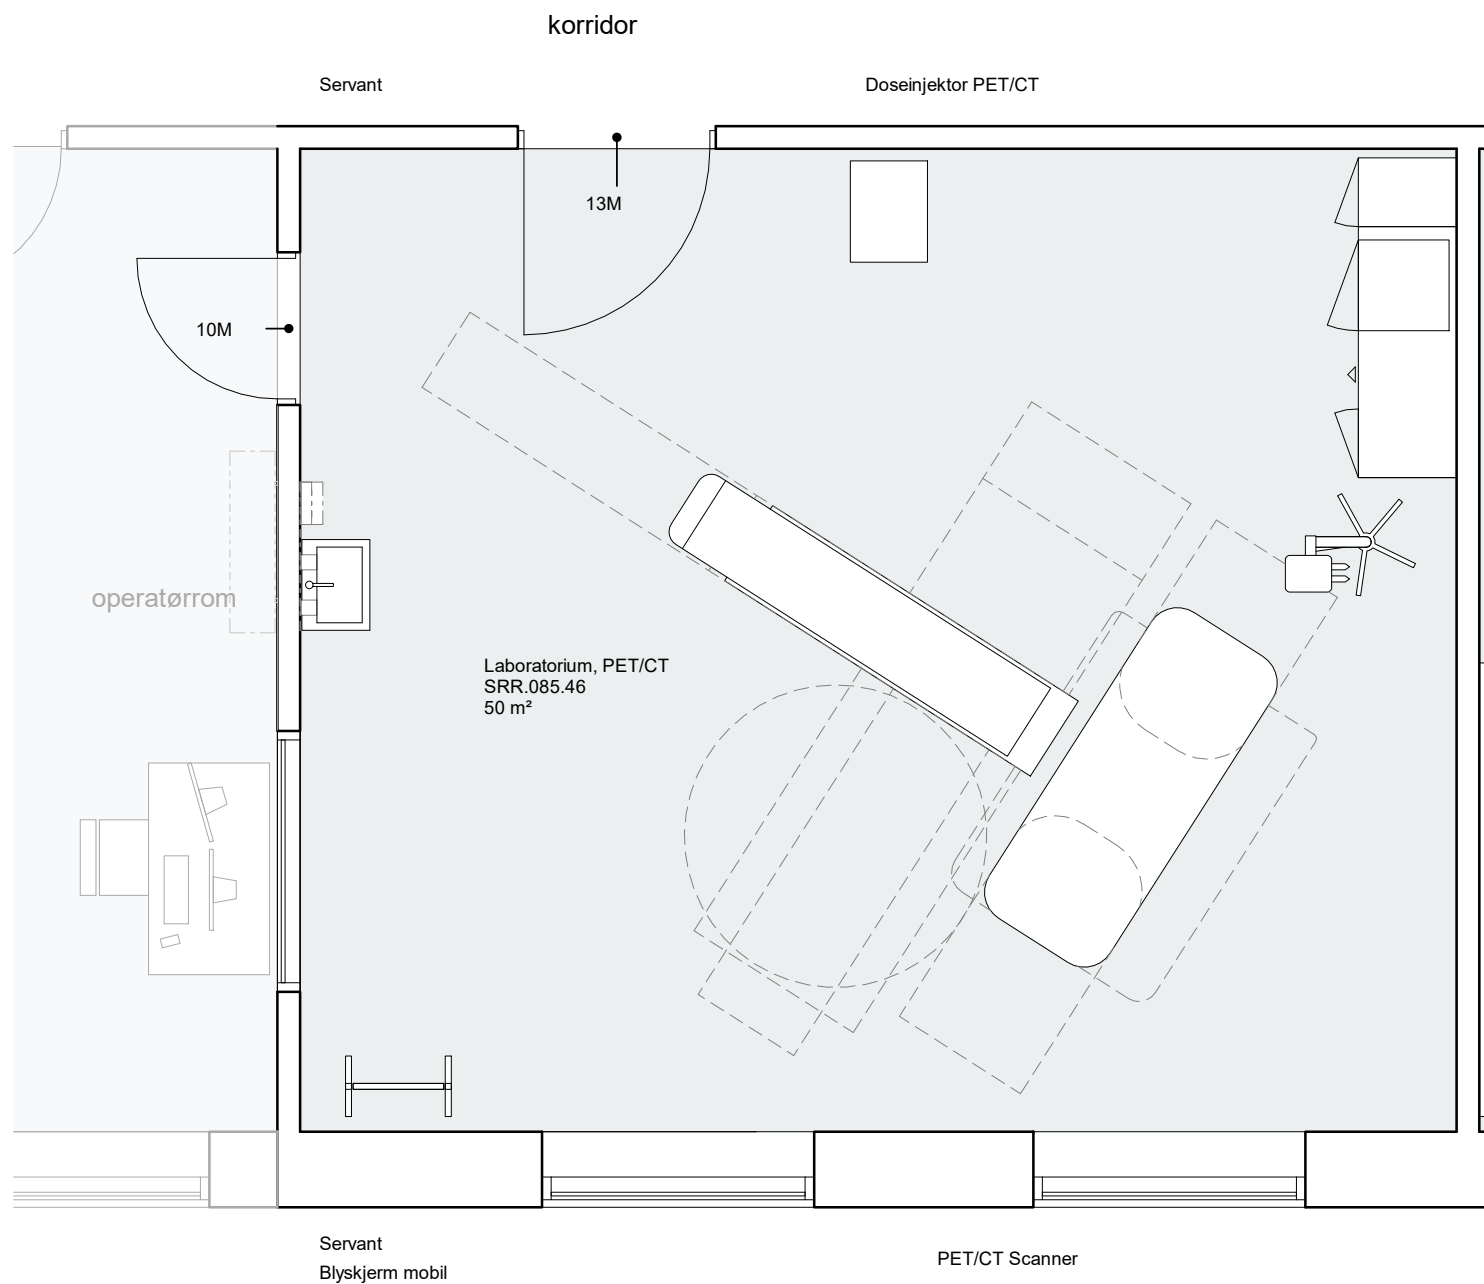 korridor
Servant
Doseinjektor PET/CT
13M
10M
operatørrom
Laboratorium, PET/CT
SRR.085.46
50 m²
Servant
Blyskjerm mobil
PET/CT Scanner